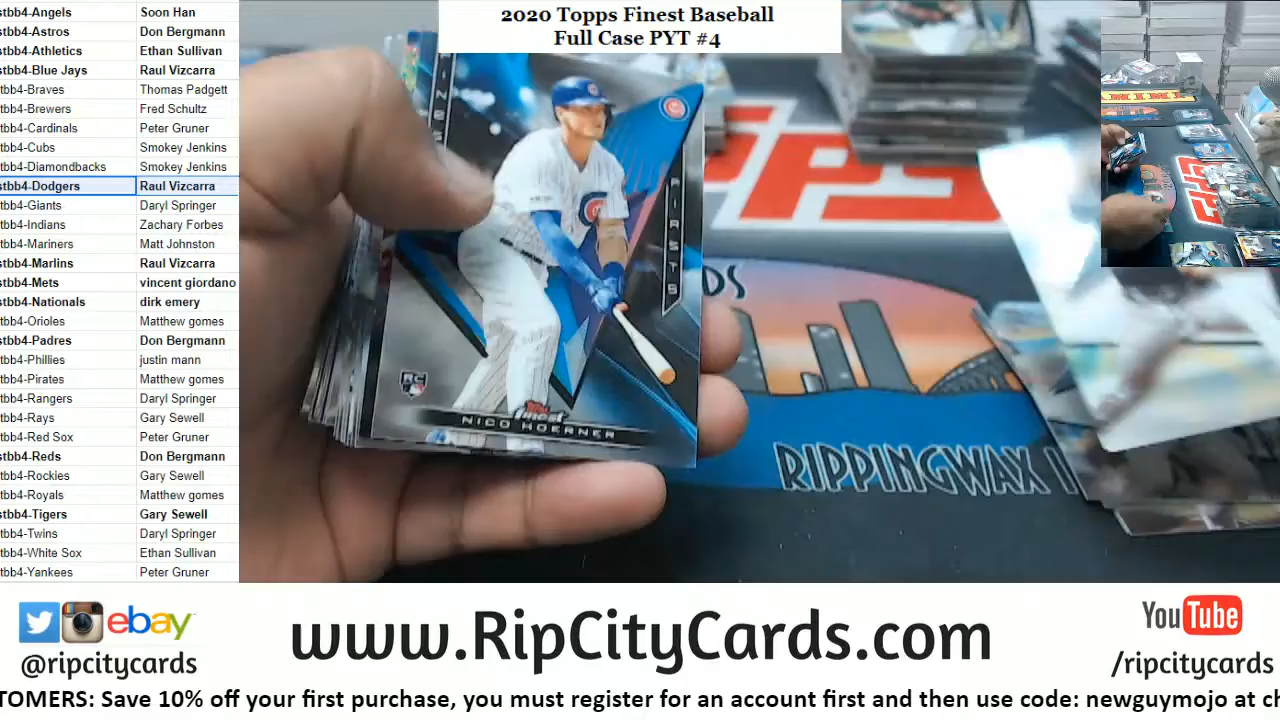 2020 Topps Finest Baseball
Full Case PYT #4
stbb4-Angels Soon Han
stbb4-Astros Don Bergmann
stbb4-Athletics Ethan Sullivan
stbb4-Blue Jays Raul Vizcarra
tbb4-Braves Thomas Padgett
tbb4-Brewers Fred Schultz
tbb4-Cardinals Peter Gruner
tbb4-Cubs Smokey Jenkins
tbb4-Diamondbacks Smokey Jenkins
stbb4-Dodgers Raul Vizcarra
tbb4-Giants Daryl Springer
tbb4-Indians Zachary Forbes
tbb4-Mariners Matt Johnston
stbb4-Marlins Raul Vizcarra
stbb4-Mets vincent giordano
stbb4-Nationals dirk emery
tbb4-Orioles Matthew gomes
stbb4-Padres Don Bergmann
tbb4-Phillies justin mann
tbb4-Pirates Matthew gomes
tbb4-Rangers Daryl Springer
tbb4-Rays Gary Sewell
tbb4-Red Sox Peter Gruner
stbb4-Reds Don Bergmann
tbb4-Rockies Gary Sewell
tbb4-Royals Matthew gomes
stbb4-Tigers Gary Sewell
tbb4-Twins Daryl Springer
tbb4-White Sox Ethan Sullivan
tbb4-Yankees Peter Gruner
FIRSTS
RC
Topps
finest
NICO HOERNER
RIPPINGWAX
ebay
@ripcitycards
www.RipCityCards.com
YouTube
/ripcitycards
TOMERS: Save 10% off your first purchase, you must register for an account first and then use code: newguymojo at ch